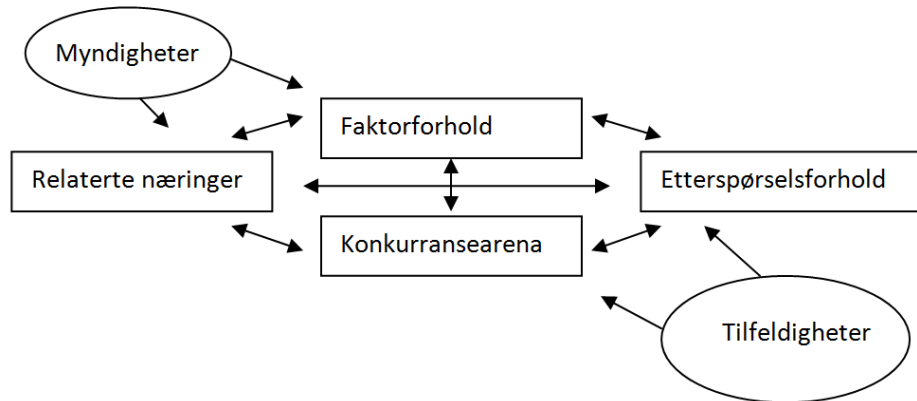 Myndigheter
Faktorforhold
Relaterte næringer
Etterspørselsforhold
Konkurransearena
Tilfeldigheter